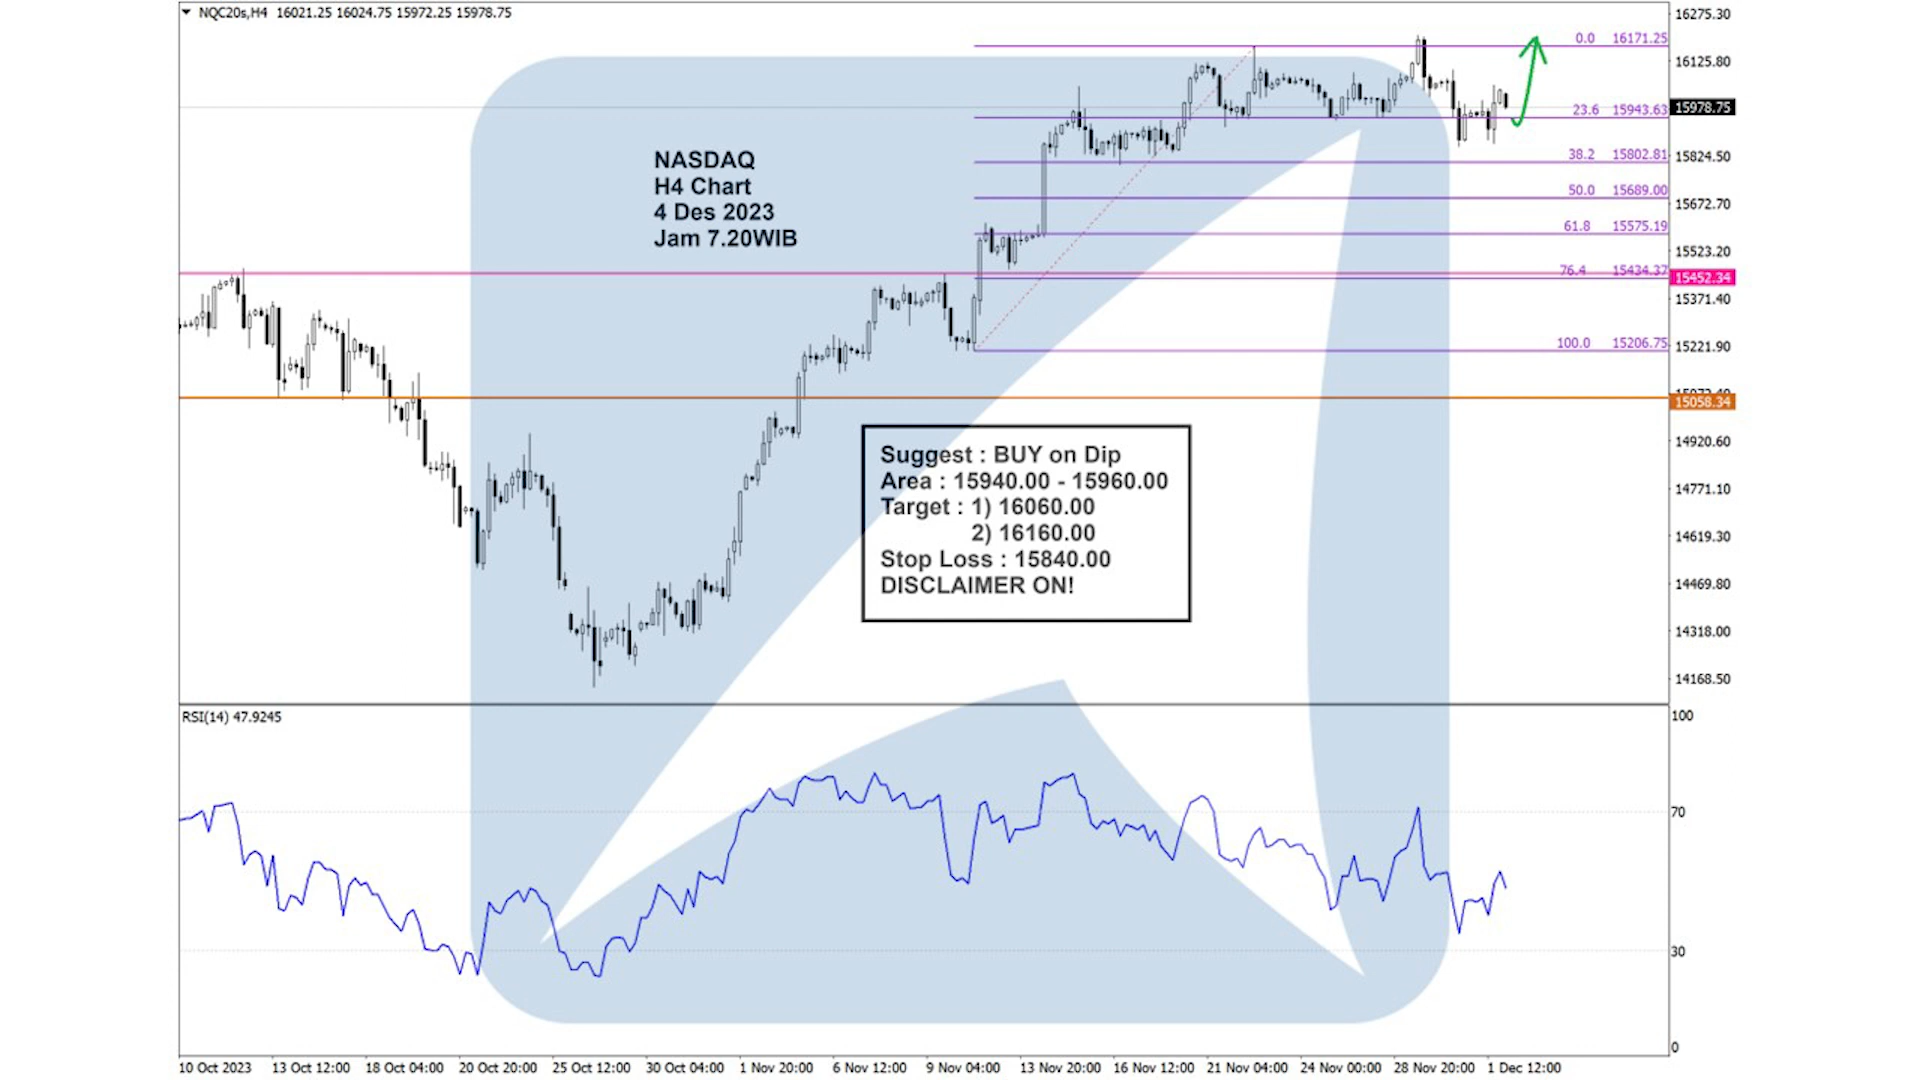 NQC20s,H4 16021.25 16024.75 15972.25 15978.75
16275.30
0.0 16171.25
16125.80
23.6 15943.63
15978.75
38.2 15802.81
15824.50
50.0 15689.00
15672.70
61.8 15575.19
15523.20
76.4 15434.37
15452.34
15371.40
100.0 15206.75
15221.90
15058.34
14920.60
14771.10
14619.30
14469.80
14318.00
14168.50
NASDAQ
H4 Chart
4 Des 2023
Jam 7.20WIB
Suggest : BUY on Dip
Area : 15940.00 - 15960.00
Target : 1) 16060.00
2) 16160.00
Stop Loss : 15840.00
DISCLAIMER ON!
RSI(14) 47.9245
100
70
30
0
10 Oct 2023 13 Oct 12:00 18 Oct 04:00 20 Oct 20:00 25 Oct 12:00 30 Oct 04:00 1 Nov 20:00 6 Nov 12:00 9 Nov 04:00 13 Nov 20:00 16 Nov 12:00 21 Nov 04:00 24 Nov 00:00 28 Nov 20:00 1 Dec 12:00